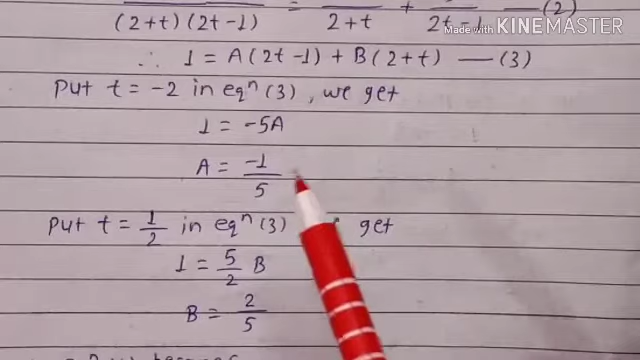 (2+t)(2t-1) = 2+t + 2t-1 —(2)
Made with KINEMASTER
∴ 1 = A(2t-1) + B(2+t) —(3)
Put t = -2 in eqⁿ(3), we get
1 = -5A
A = -1/5
Put t = 1/2 in eqⁿ(3) get
1 = 5/2 B
B = 2/5